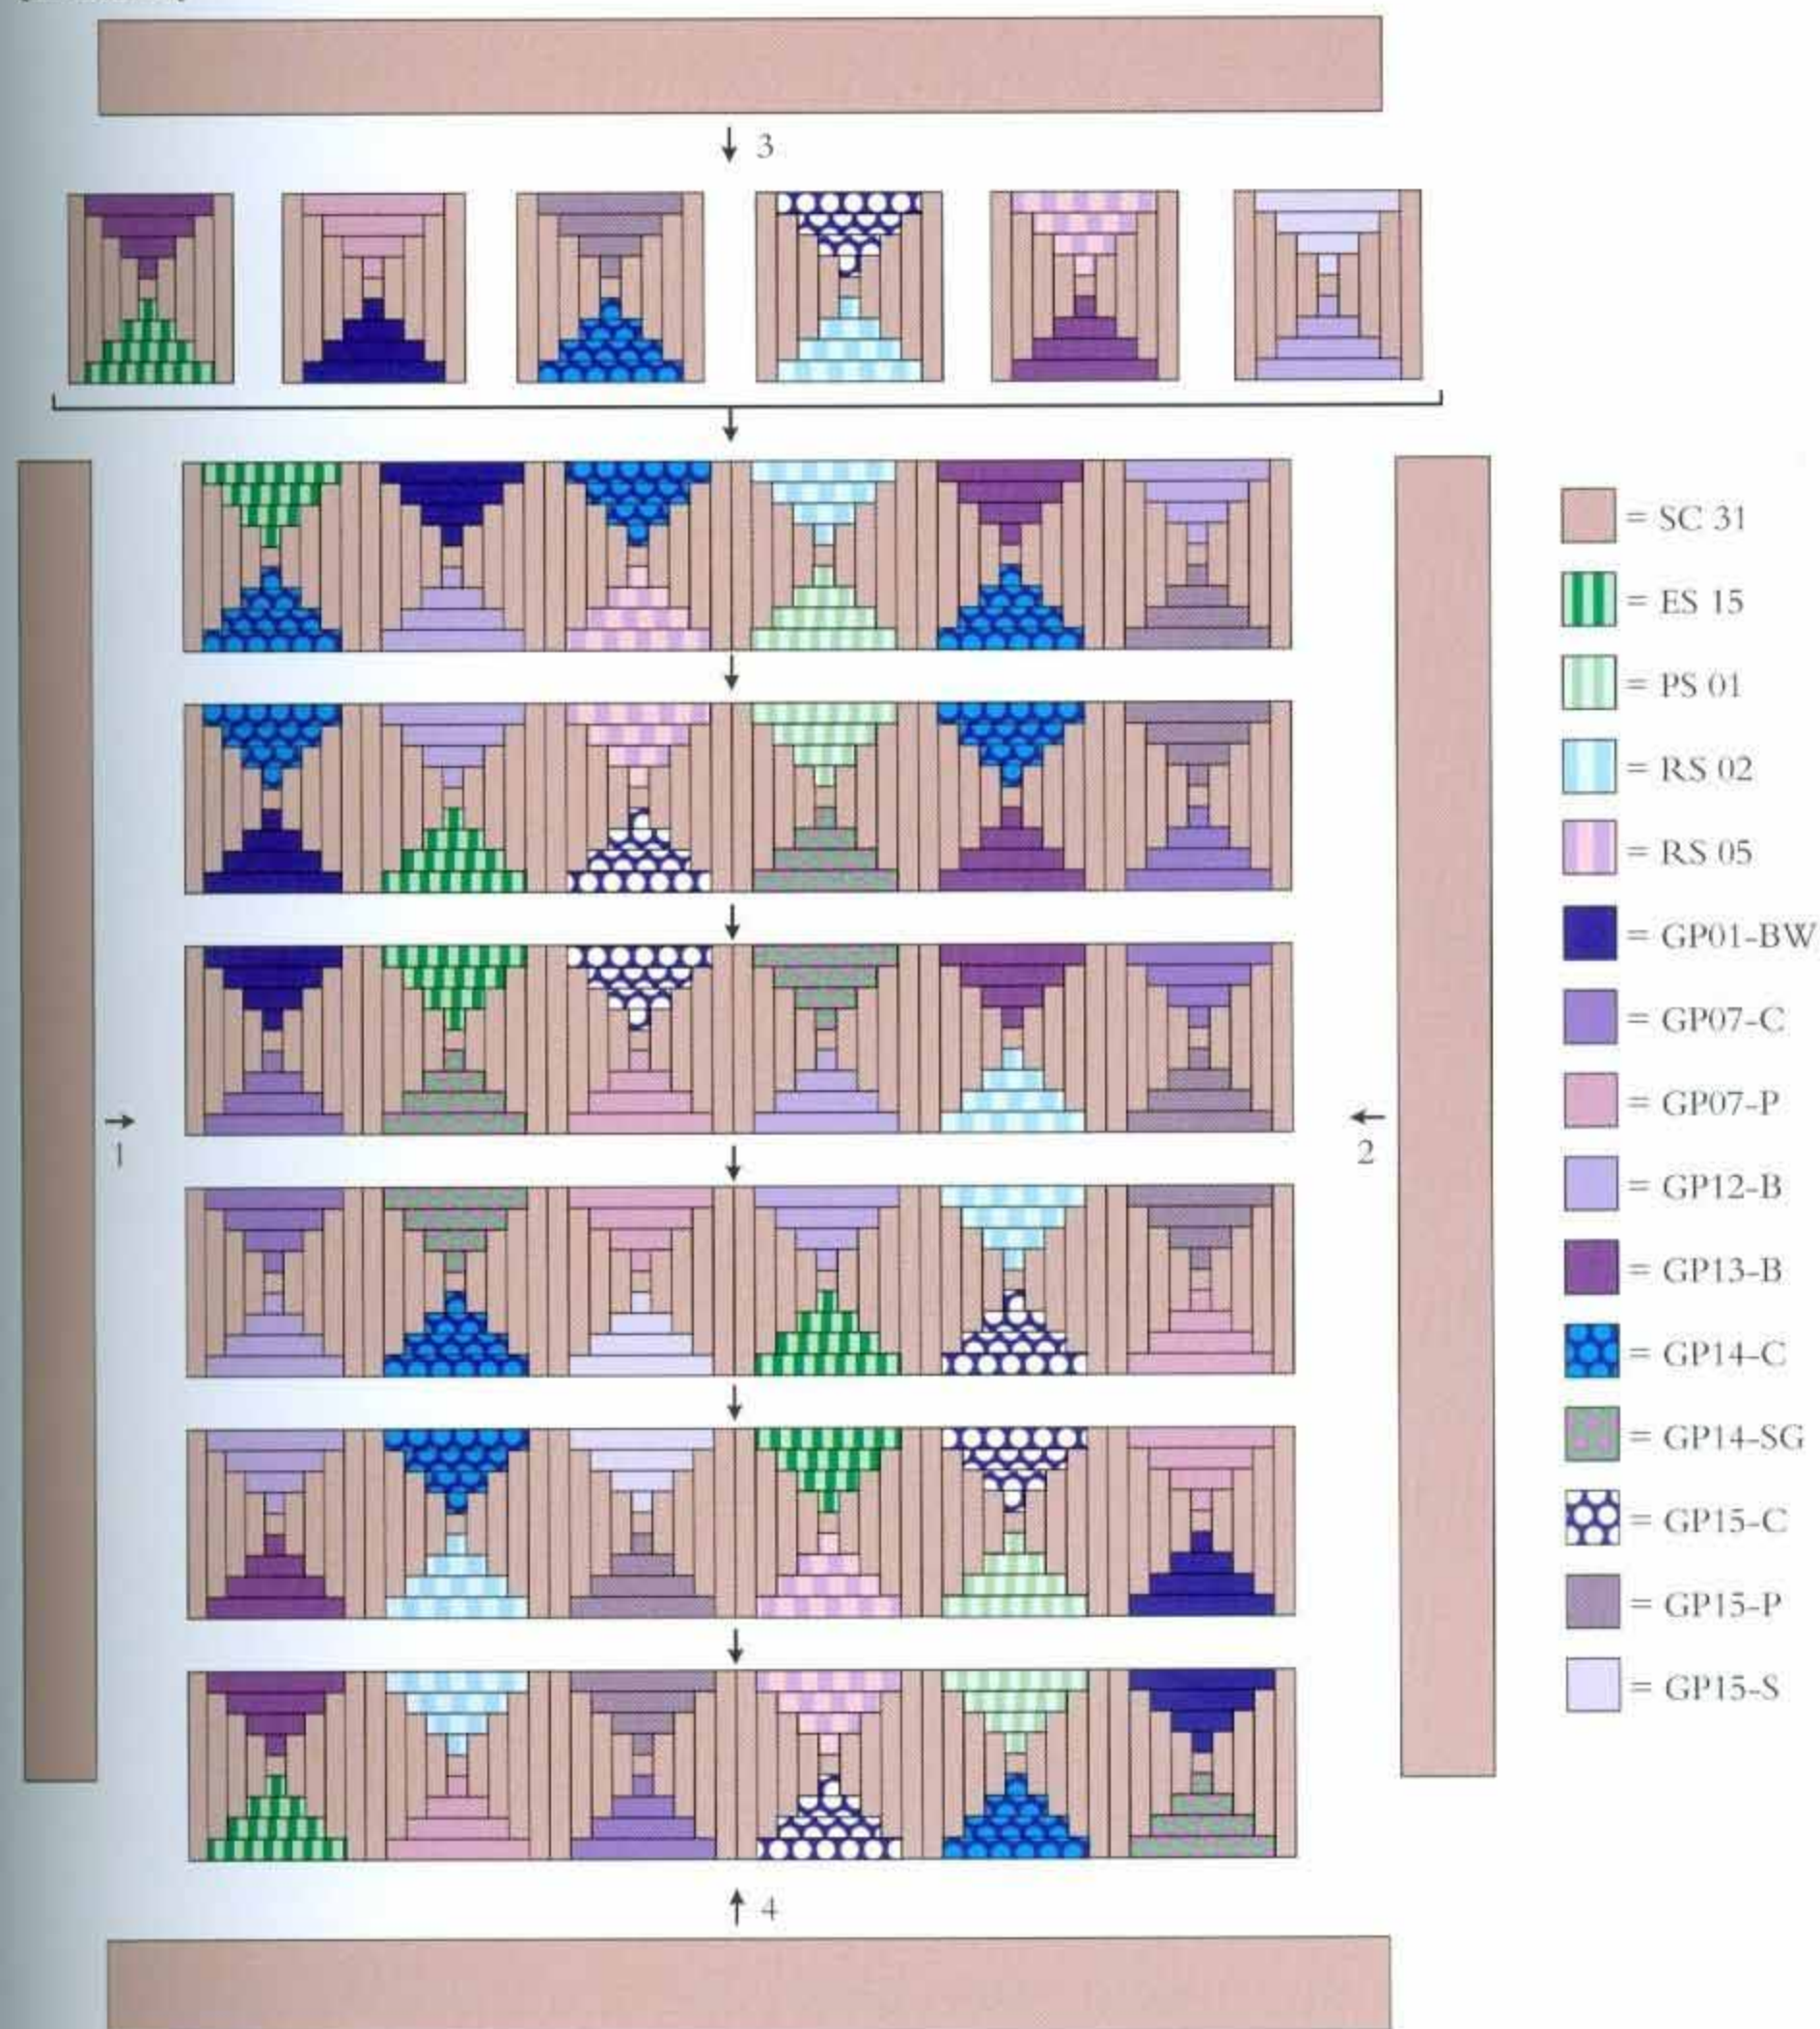 3
1
2
= SC 31
= ES 15
= PS 01
= RS 02
= RS 05
= GP01-BW
= GP07-C
= GP07-P
= GP12-B
= GP13-B
= GP14-C
= GP14-SG
= GP15-C
= GP15-P
= GP15-S
4